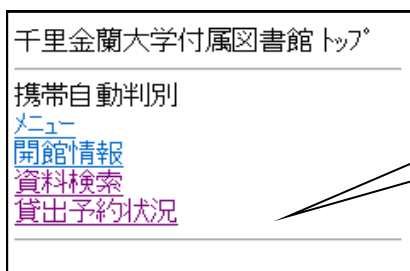 千里金蘭大学付属図書館 ﾄｯﾌﾟ
携帯自動判別
ﾒﾆｭｰ
開館情報
資料検索
貸出予約状況